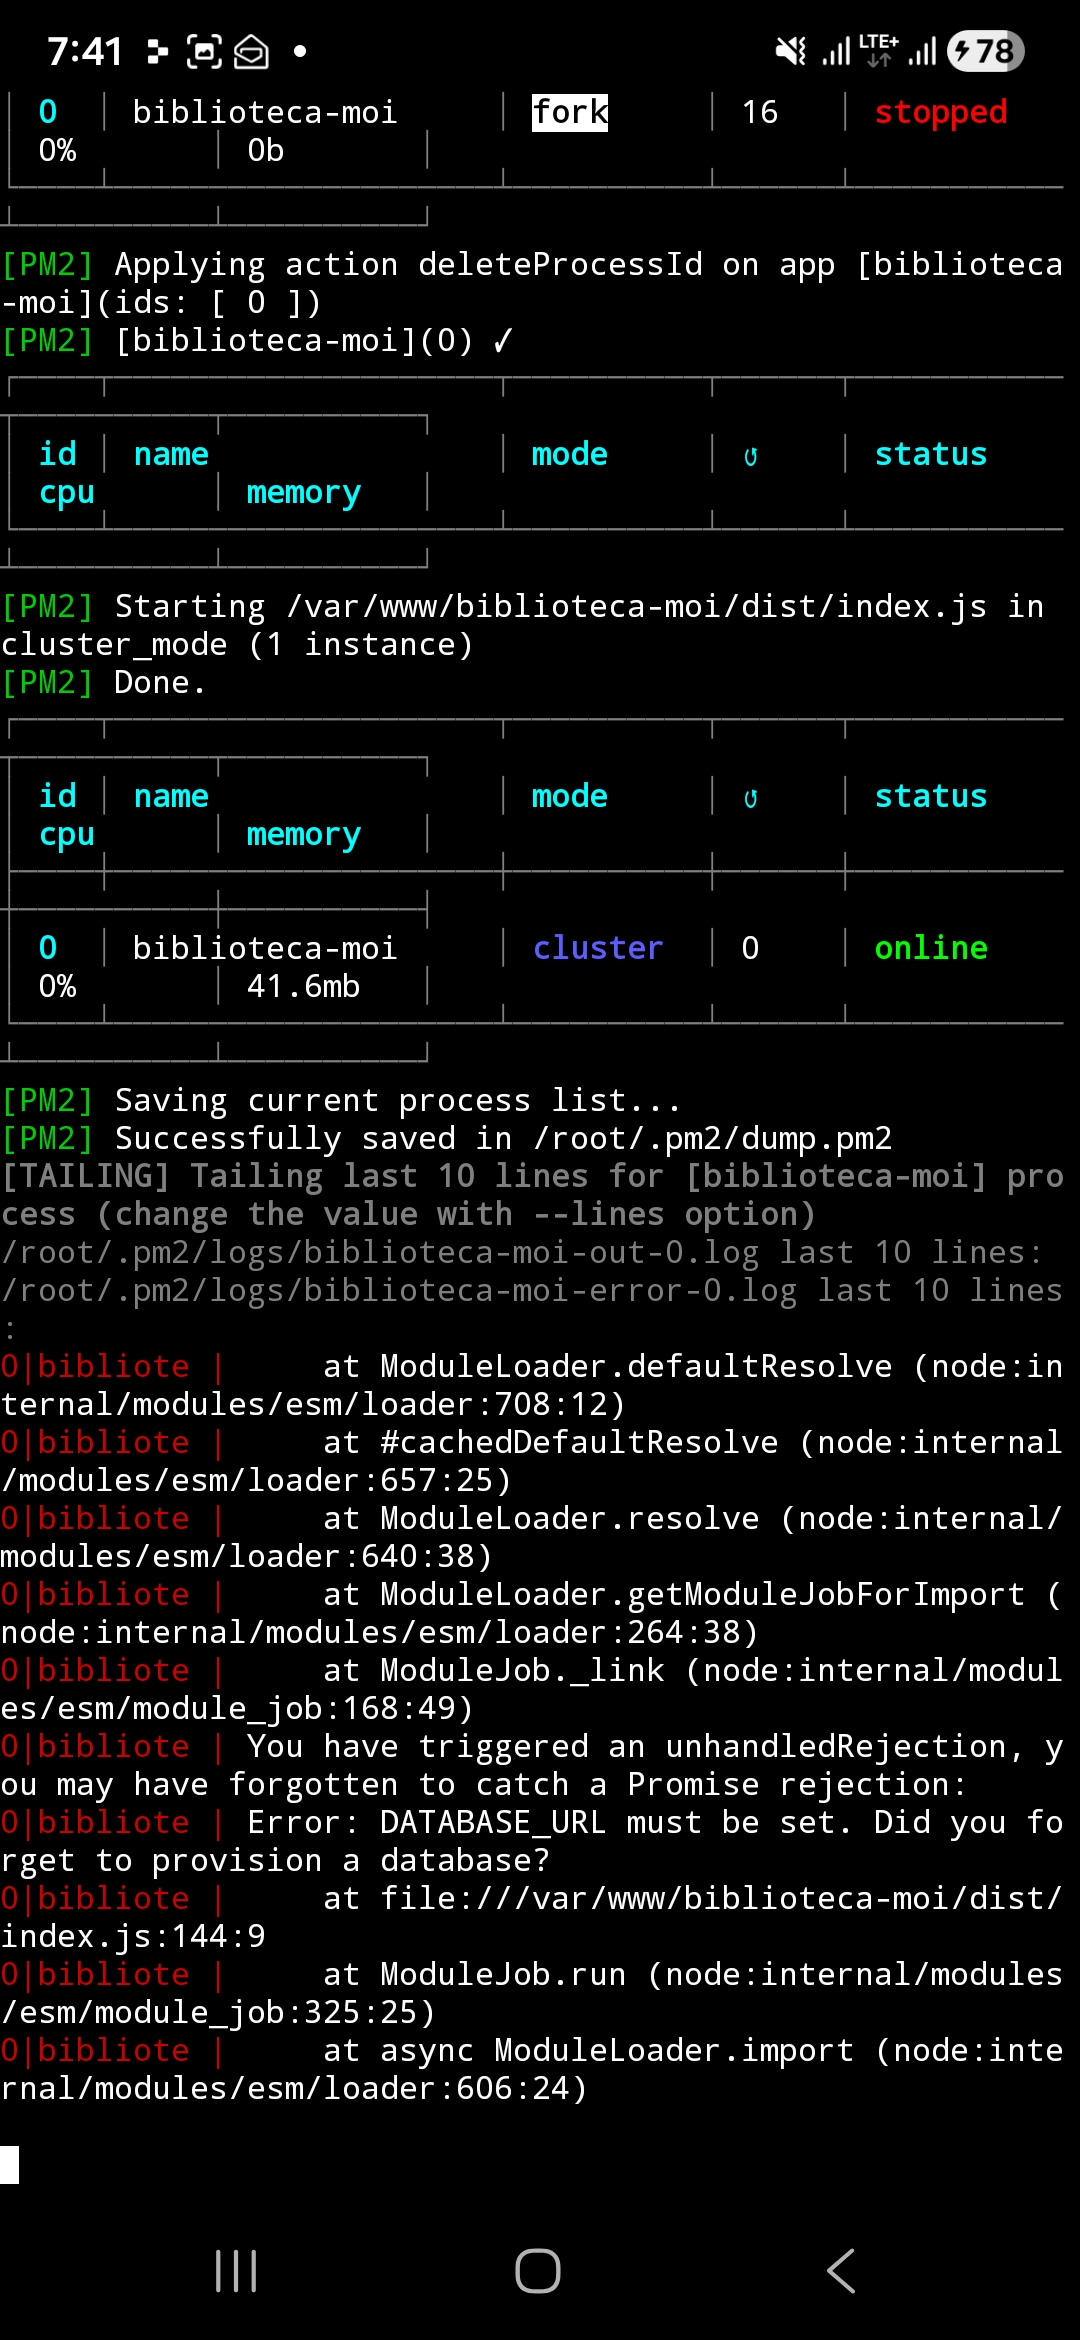 7:41 LTE+ 78
0 biblioteca-moi fork 16 stopped
0% 0b
[PM2] Applying action deleteProcessId on app [biblioteca
-moi](ids: [ 0 ])
[PM2] [biblioteca-moi](0) ✓
id name mode ↺ status
cpu memory
[PM2] Starting /var/www/biblioteca-moi/dist/index.js in
cluster_mode (1 instance)
[PM2] Done.
id name mode ↺ status
cpu memory
0 biblioteca-moi cluster 0 online
0% 41.6mb
[PM2] Saving current process list...
[PM2] Successfully saved in /root/.pm2/dump.pm2
[TAILING] Tailing last 10 lines for [biblioteca-moi] pro
cess (change the value with --lines option)
/root/.pm2/logs/biblioteca-moi-out-0.log last 10 lines:
/root/.pm2/logs/biblioteca-moi-error-0.log last 10 lines
:
0|bibliote |     at ModuleLoader.defaultResolve (node:in
ternal/modules/esm/loader:708:12)
0|bibliote |     at #cachedDefaultResolve (node:internal
/modules/esm/loader:657:25)
0|bibliote |     at ModuleLoader.resolve (node:internal/
modules/esm/loader:640:38)
0|bibliote |     at ModuleLoader.getModuleJobForImport (
node:internal/modules/esm/loader:264:38)
0|bibliote |     at ModuleJob._link (node:internal/modul
es/esm/module_job:168:49)
0|bibliote | You have triggered an unhandledRejection, y
ou may have forgotten to catch a Promise rejection:
0|bibliote | Error: DATABASE_URL must be set. Did you fo
rget to provision a database?
0|bibliote |     at file:///var/www/biblioteca-moi/dist/
index.js:144:9
0|bibliote |     at ModuleJob.run (node:internal/modules
/esm/module_job:325:25)
0|bibliote |     at async ModuleLoader.import (node:inte
rnal/modules/esm/loader:606:24)